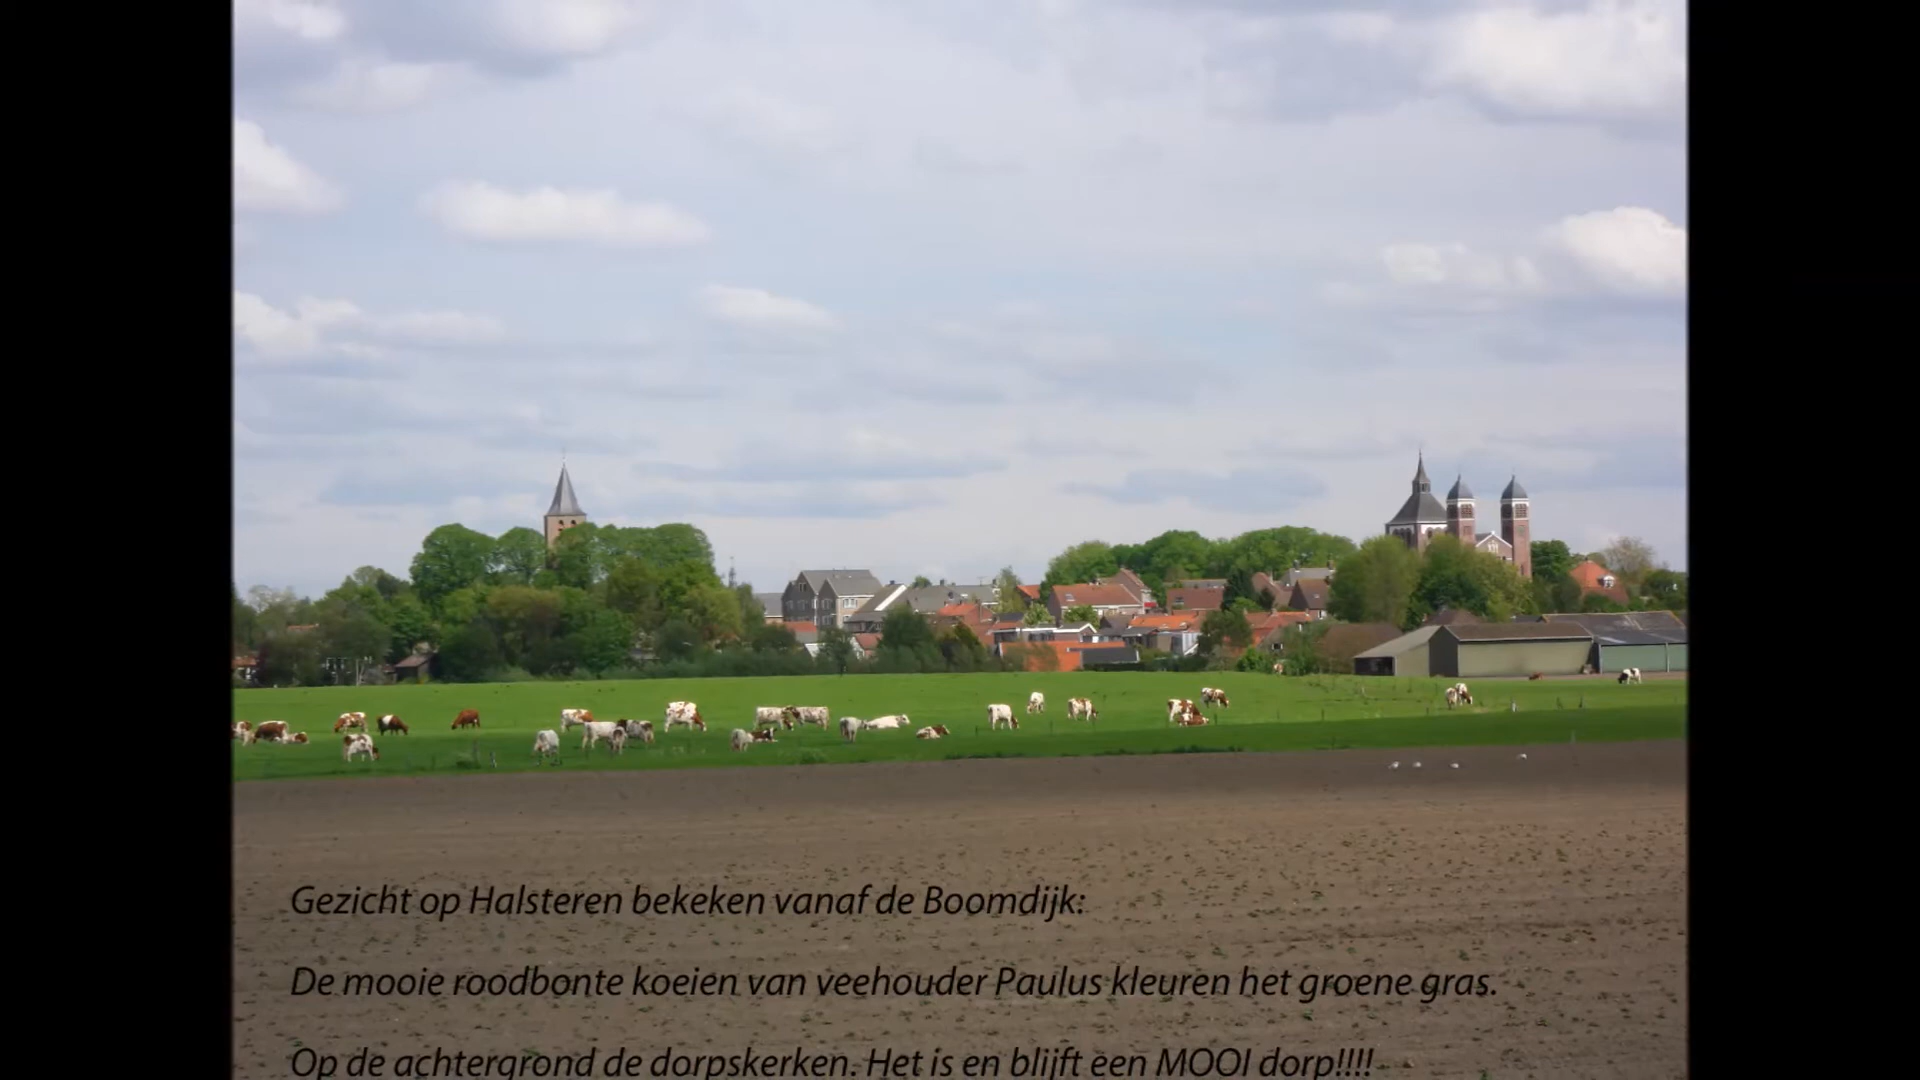 Gezicht op Halsteren bekeken vanaf de Boomdijk:
De mooie roodbonte koeien van veehouder Paulus kleuren het groene gras.
Op de achtergrond de dorpskerken. Het is en blijft een MOOI dorp!!!!